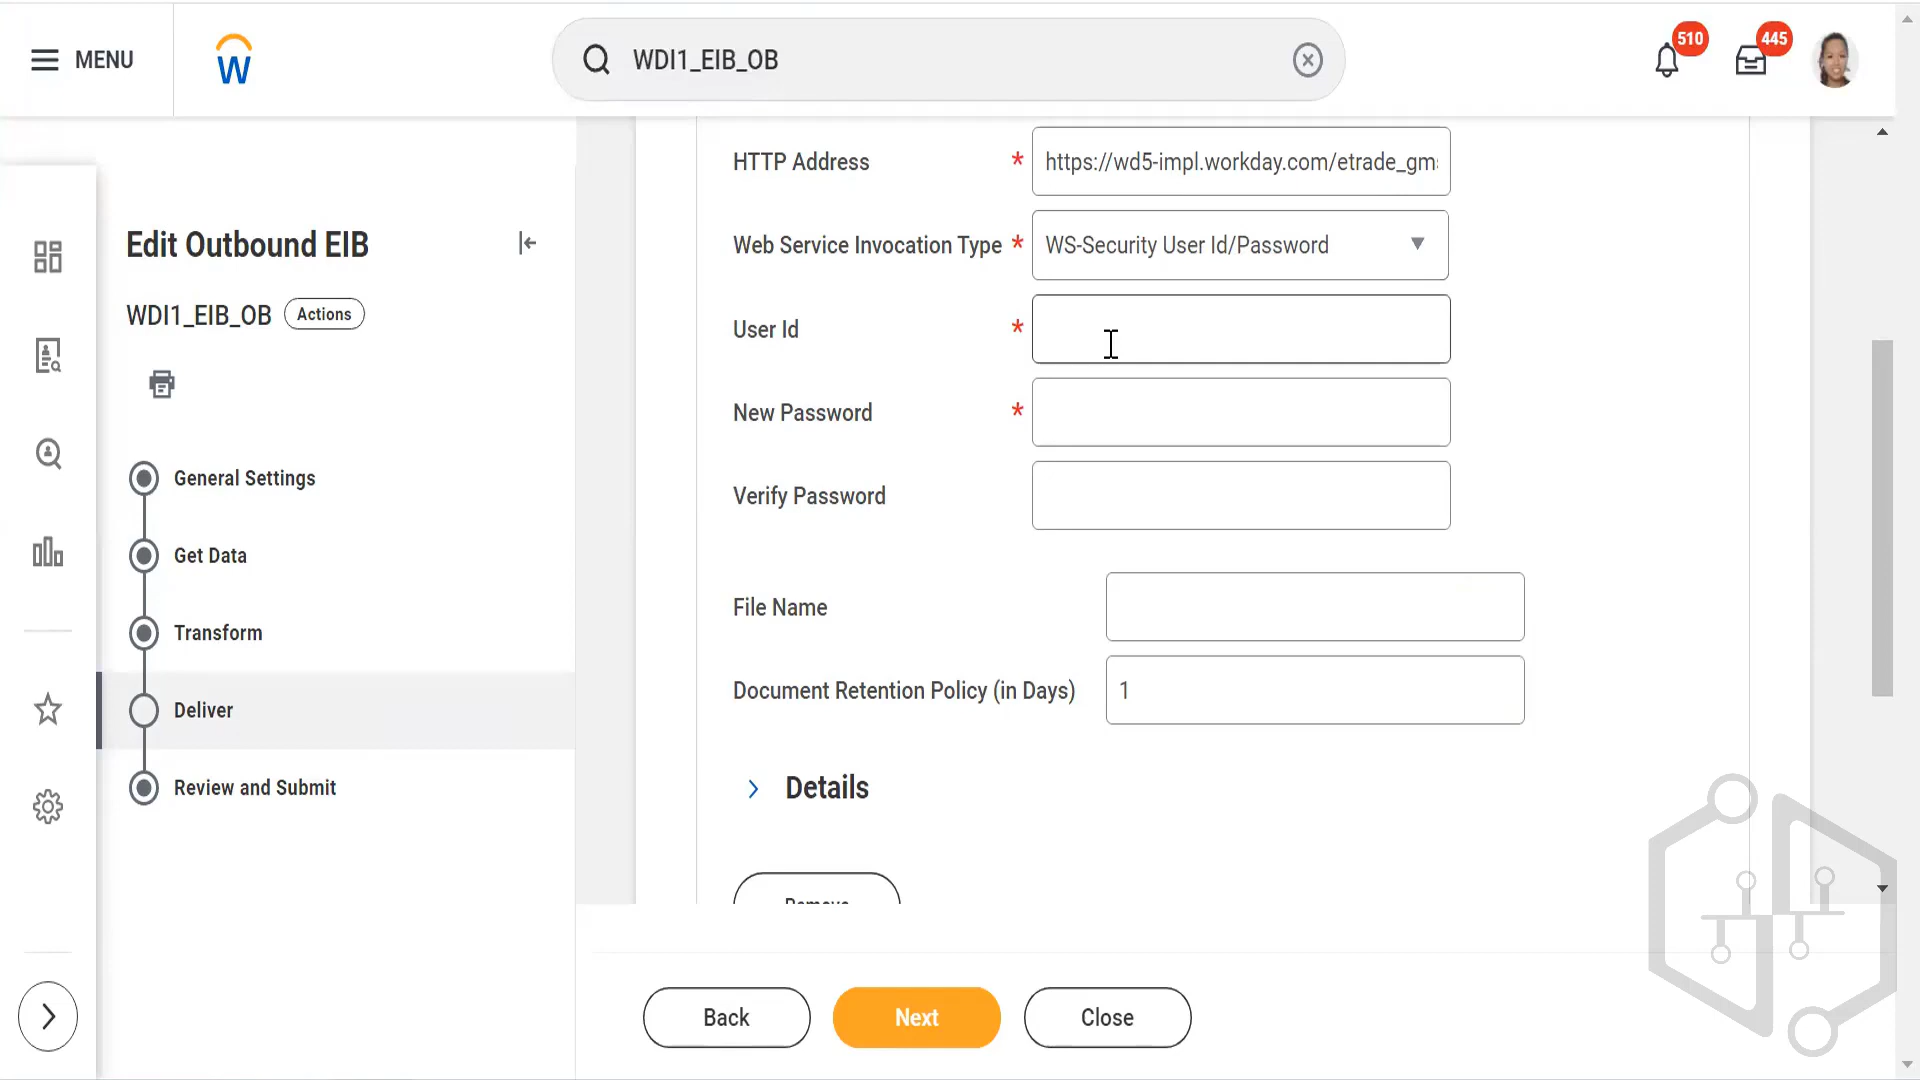 MENU
W
WDI1_EIB_OB
510
445
Edit Outbound EIB
WDI1_EIB_OB
Actions
General Settings
Get Data
Transform
Deliver
Review and Submit
HTTP Address *
https://wd5-impl.workday.com/etrade_gm
Web Service Invocation Type *
WS-Security User Id/Password
User Id *
New Password *
Verify Password
File Name
Document Retention Policy (in Days)
1
Details
Remove
Back
Next
Close